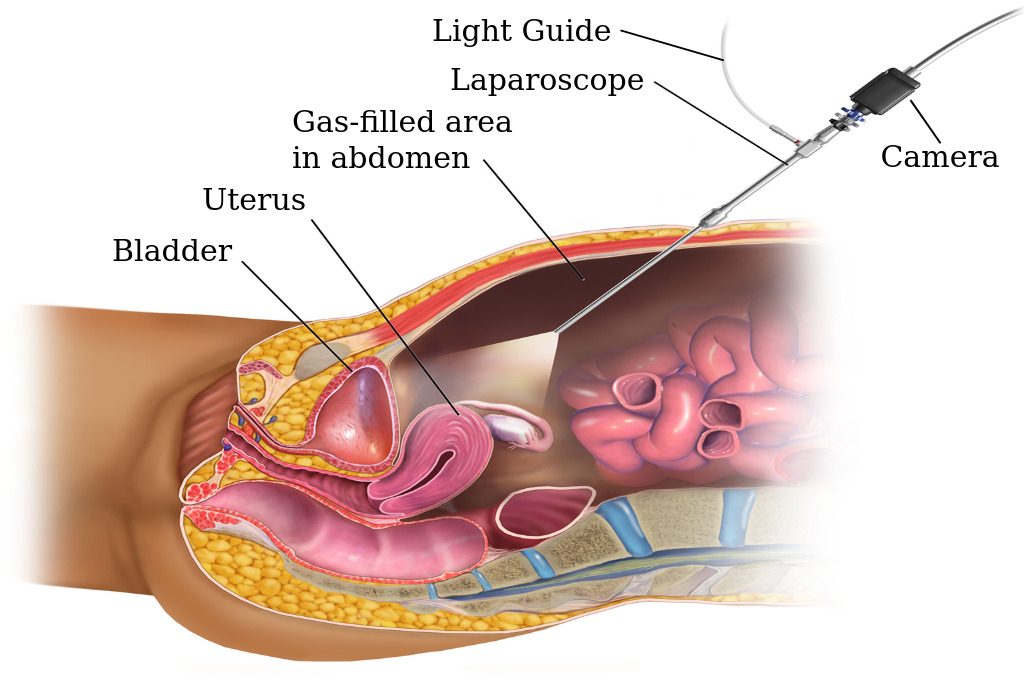 Light Guide
Laparoscope
Gas-filled area
in abdomen
Camera
Uterus
Bladder